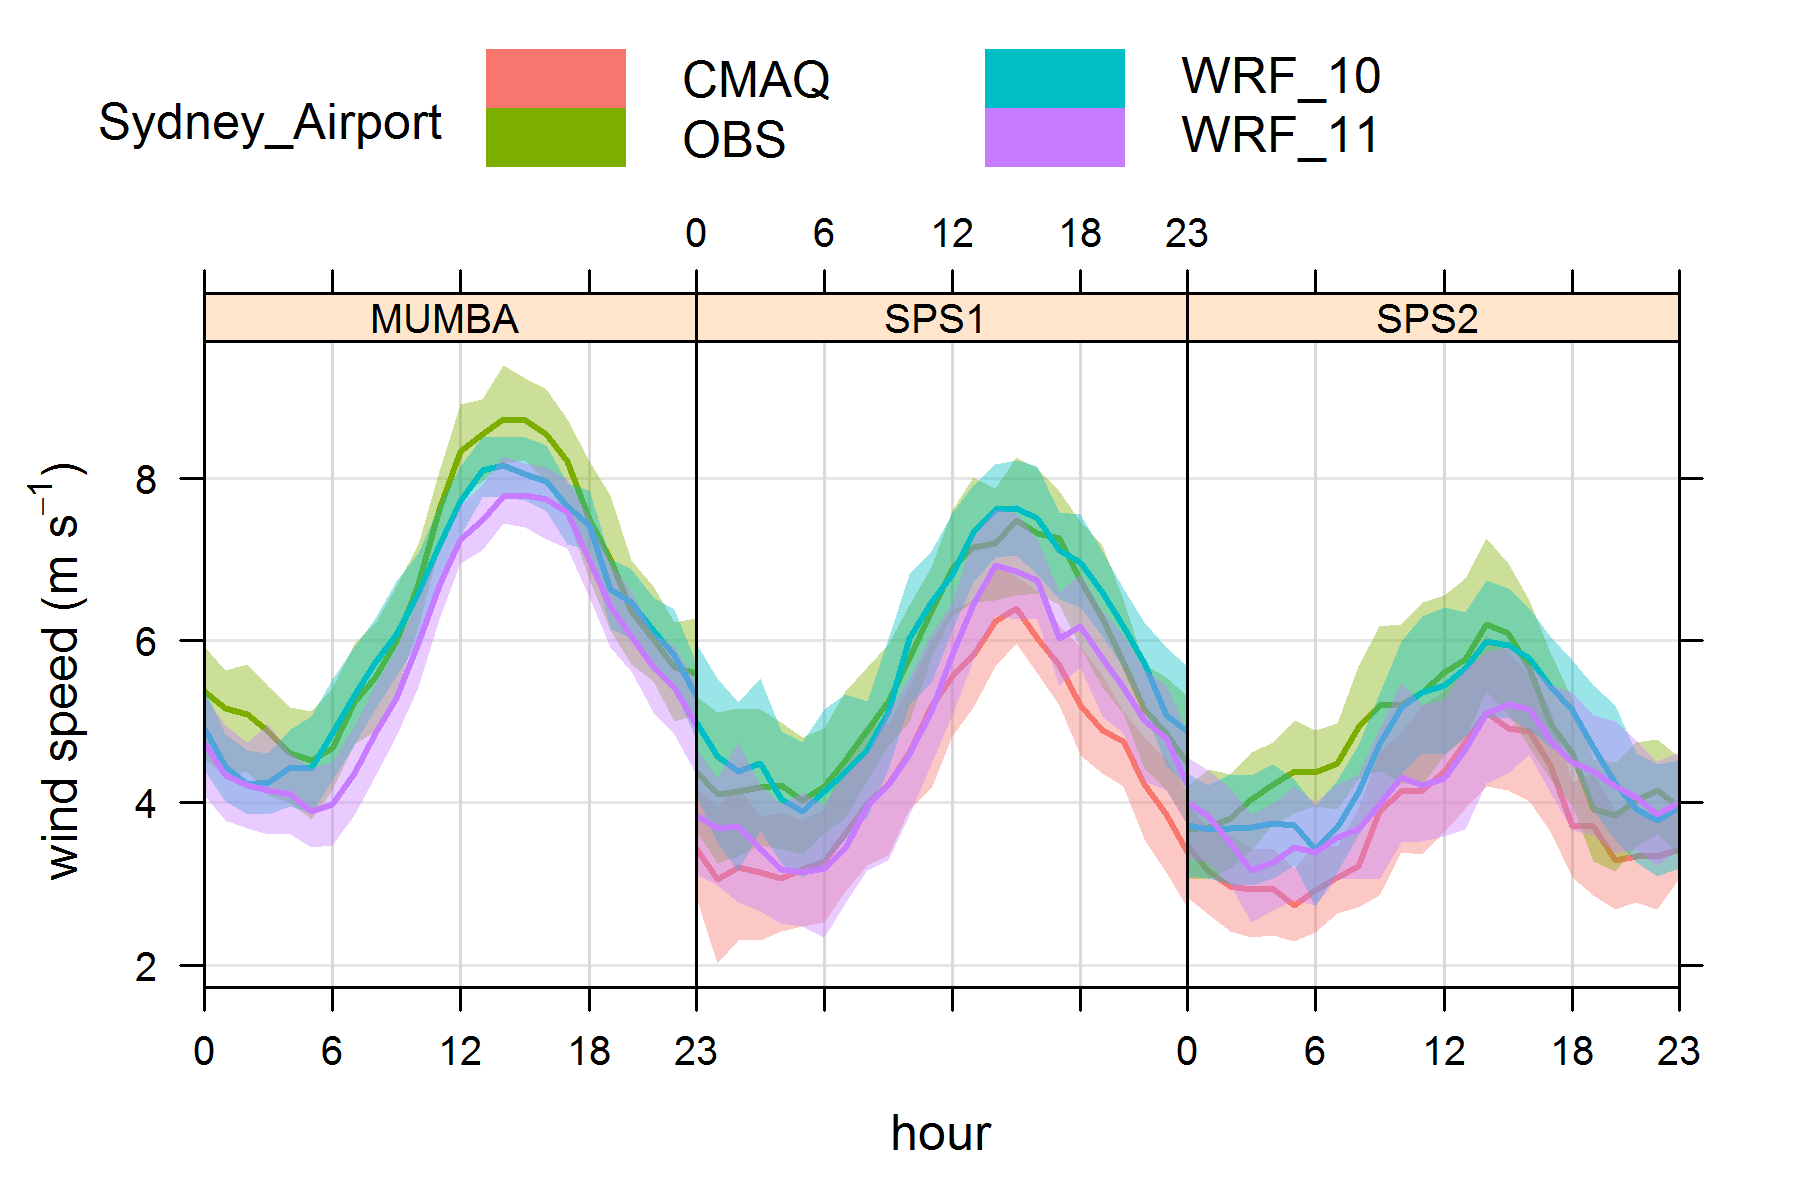 Sydney_Airport
CMAQ
OBS
WRF_10
WRF_11
0 6 12 18 23
MUMBA SPS1 SPS2
wind speed (m s⁻¹)
8
6
4
2
0 6 12 18 23 0 6 12 18 23
hour